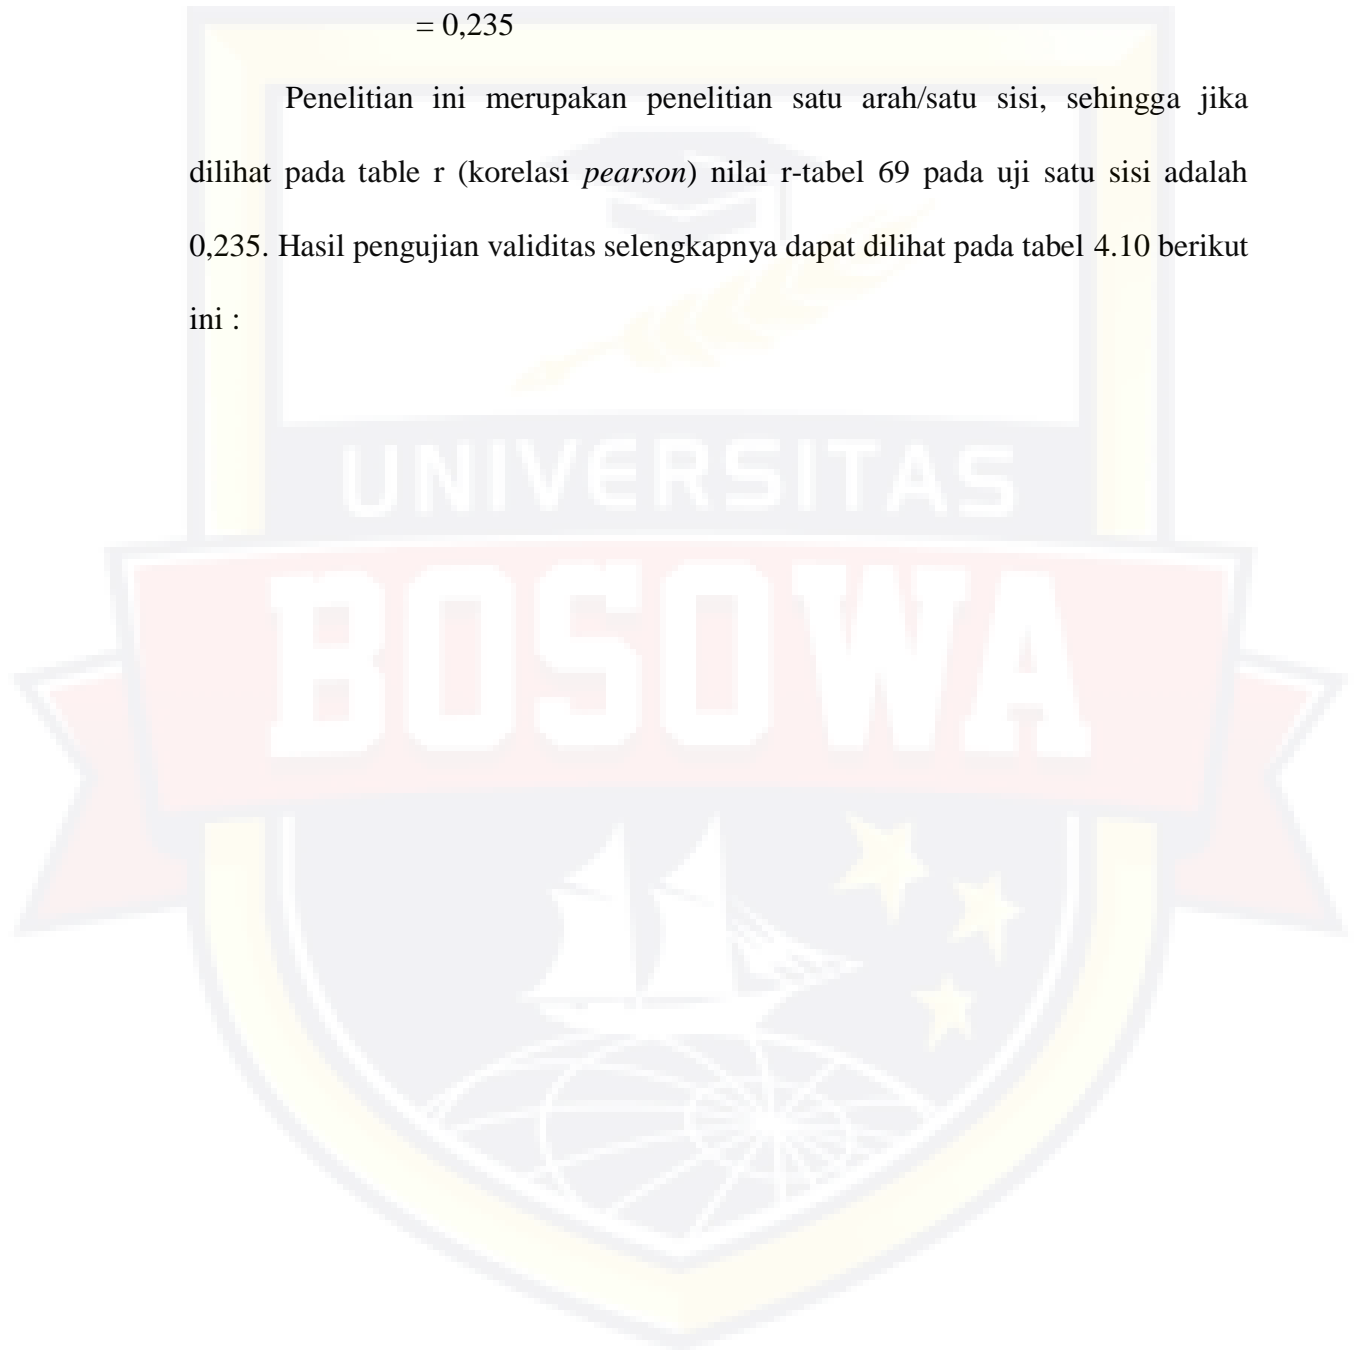 = 0,235
Penelitian ini merupakan penelitian satu arah/satu sisi, sehingga jika
dilihat pada table r (korelasi pearson) nilai r-tabel 69 pada uji satu sisi adalah
0,235. Hasil pengujian validitas selengkapnya dapat dilihat pada tabel 4.10 berikut
ini :
UNIVERSITAS
BOSOWA